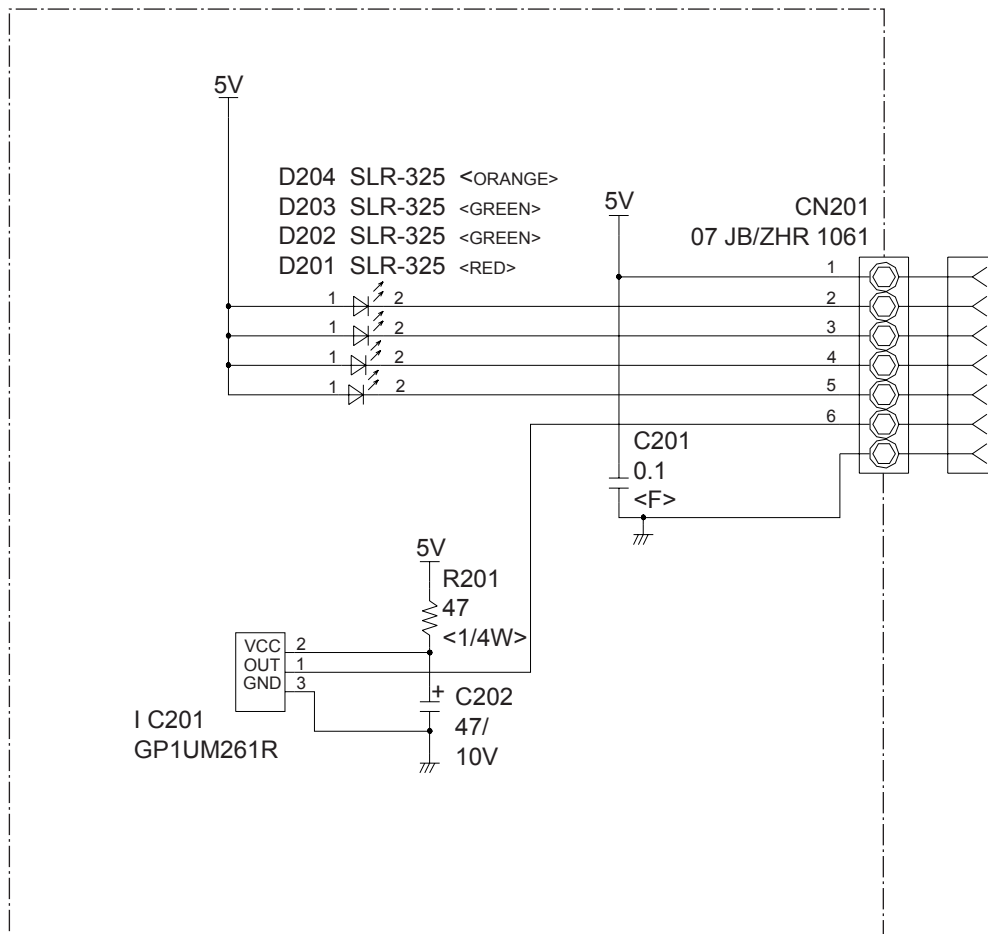 5V
D204 SLR-325 <ORANGE>
D203 SLR-325 <GREEN>
D202 SLR-325 <GREEN>
D201 SLR-325 <RED>
5V
CN201
07 JB/ZHR 1061
1
1 2 2
1 2 3
1 2 4
1 2 5
6
C201
0.1
<F>
5V
R201
47
<1/4W>
VCC 2
OUT 1
GND 3
+ C202
47/
10V
I C201
GP1UM261R